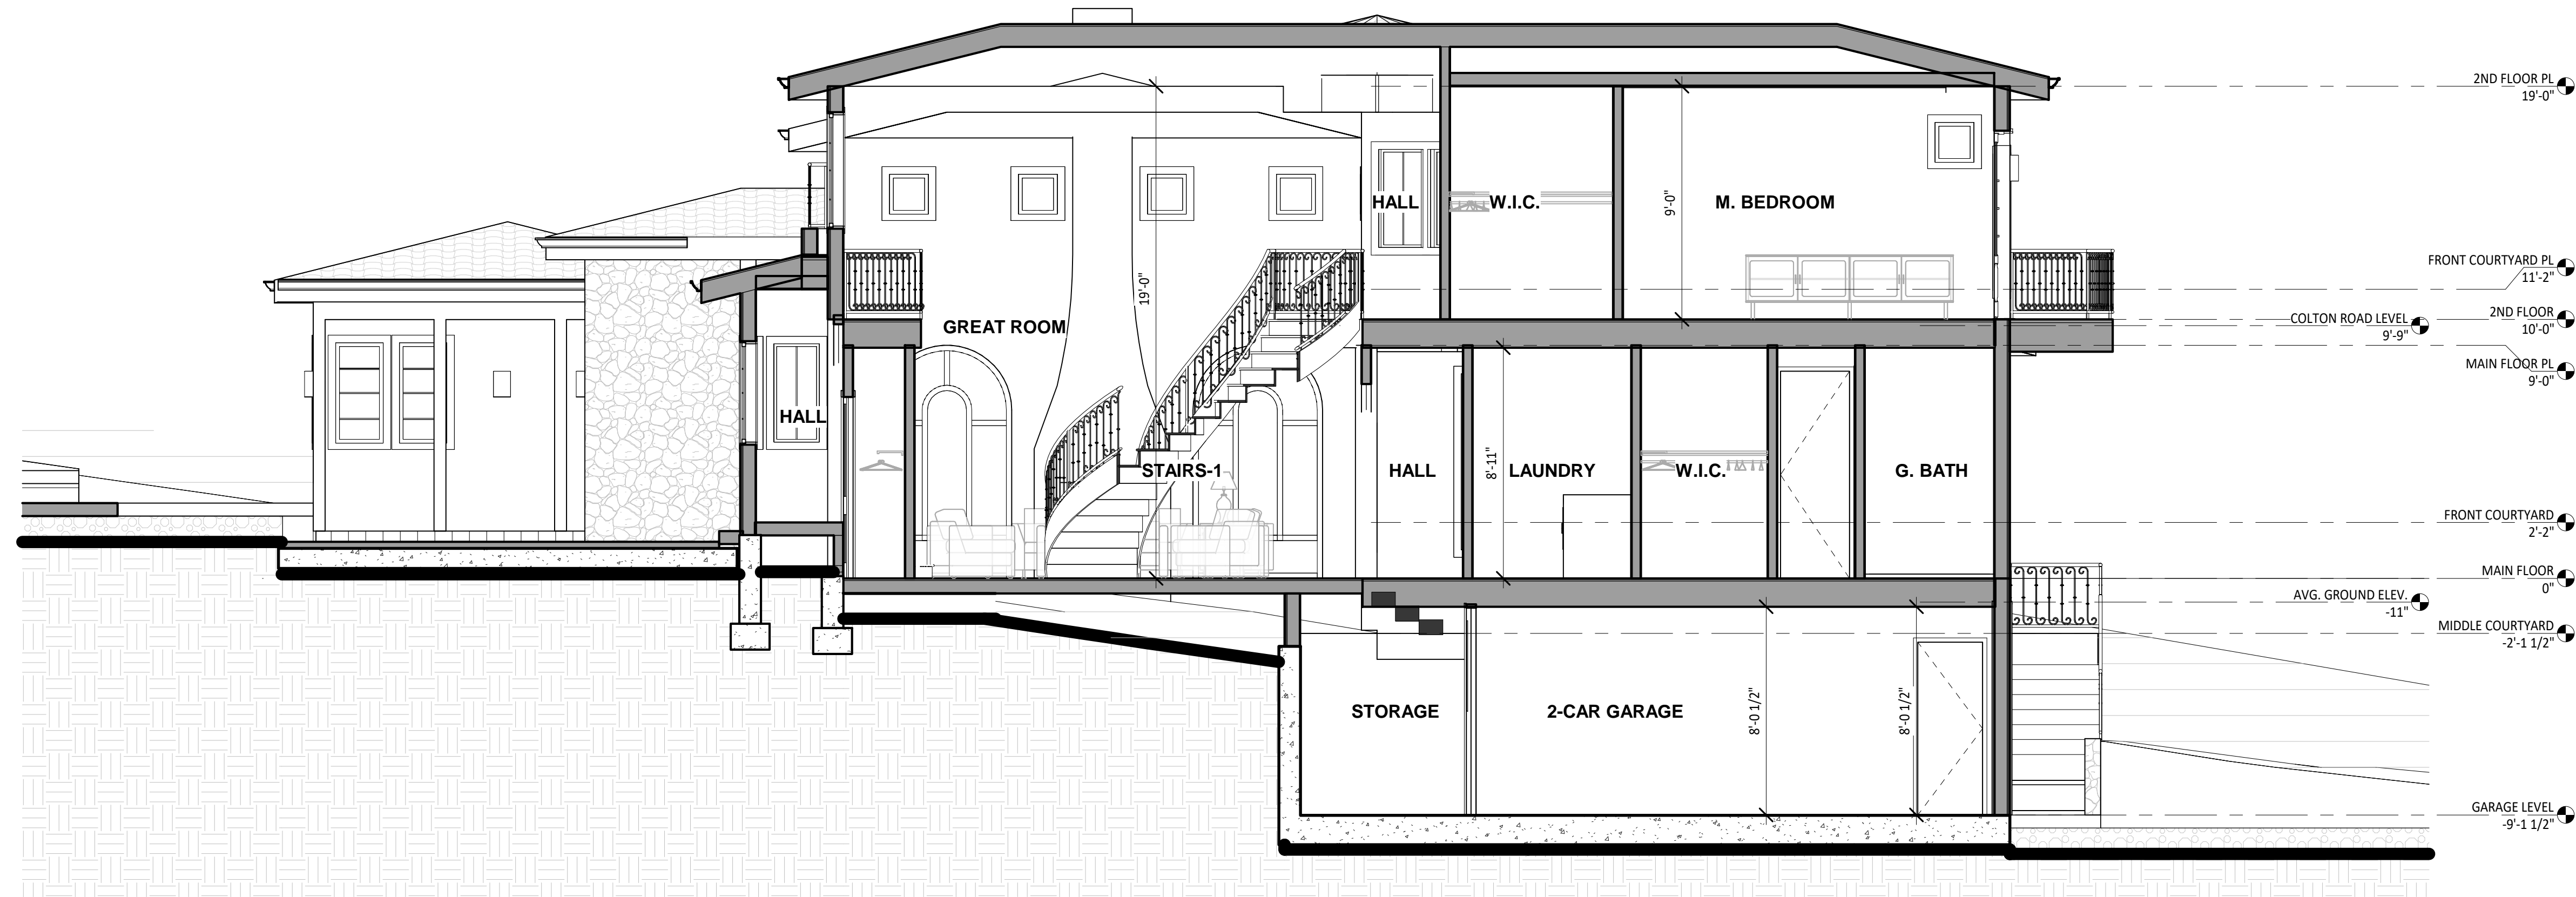 2ND FLOOR PL
19'-0"
HALL
W.I.C.
9'-0"
M. BEDROOM
FRONT COURTYARD PL
11'-2"
19'-0"
GREAT ROOM
2ND FLOOR
10'-0"
COLTON ROAD LEVEL
9'-9"
MAIN FLOOR PL
9'-0"
HALL
STAIRS-1
HALL
8'-11"
LAUNDRY
W.I.C.
G. BATH
FRONT COURTYARD
2'-2"
MAIN FLOOR
0"
AVG. GROUND ELEV.
-11"
MIDDLE COURTYARD
-2'-1 1/2"
STORAGE
2-CAR GARAGE
8'-0 1/2"
8'-0 1/2"
GARAGE LEVEL
-9'-1 1/2"